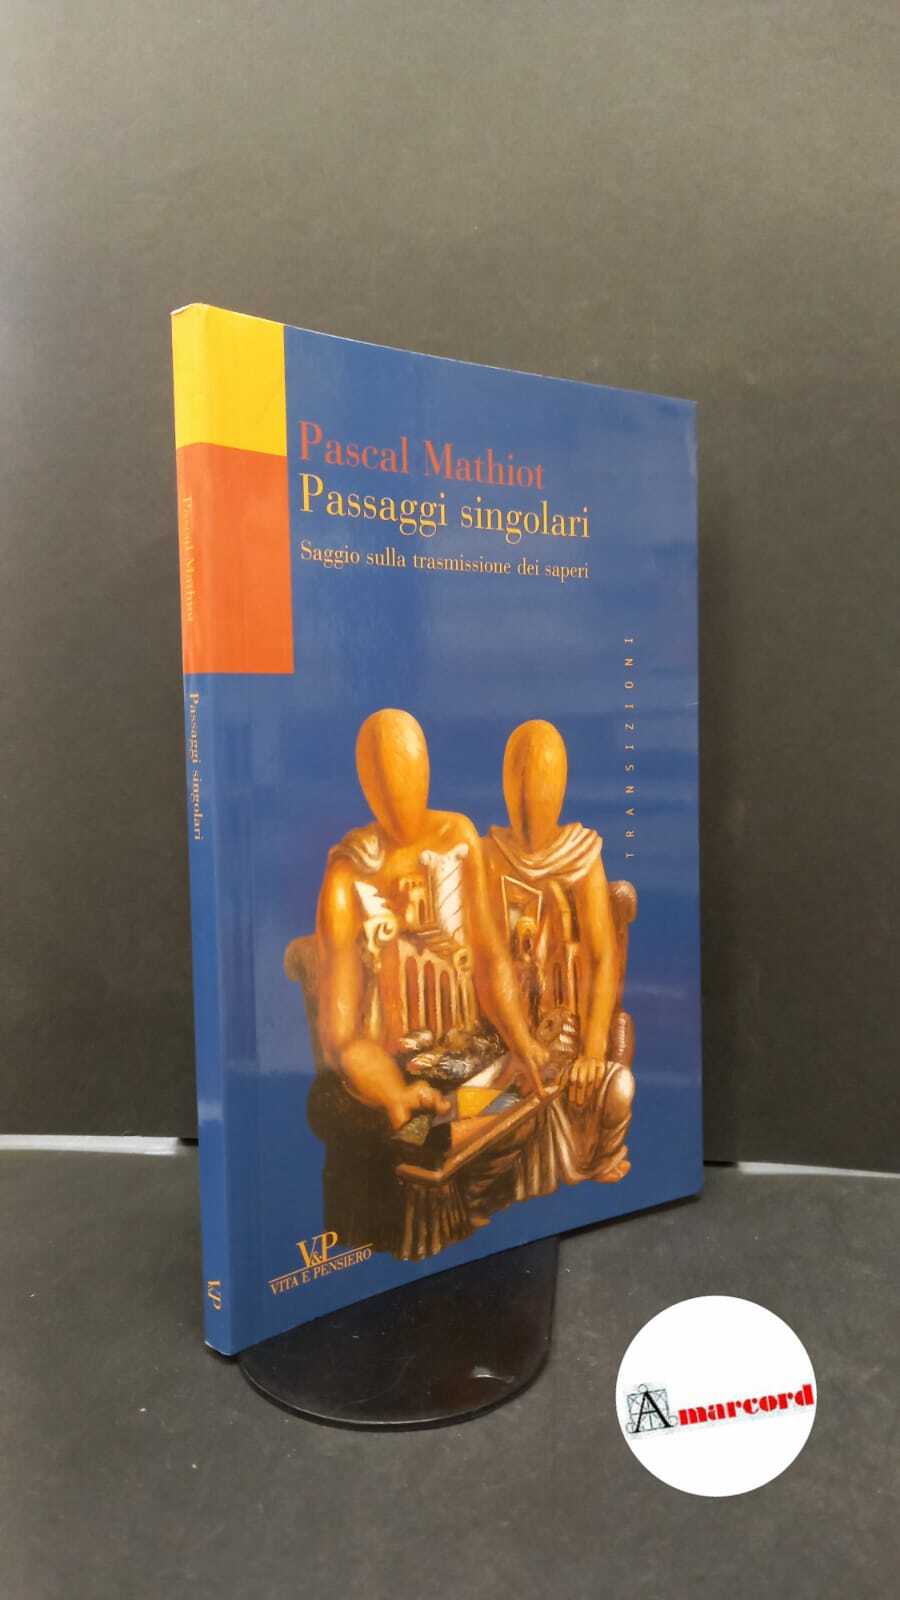 Pascal Mathiot
Passaggi singolari
Saggio sulla trasmissione dei saperi
TRANSIZIONI
V&P
VITA E PENSIERO
Pascal Mathiot
Passaggi singolari
V&P
Amarcord